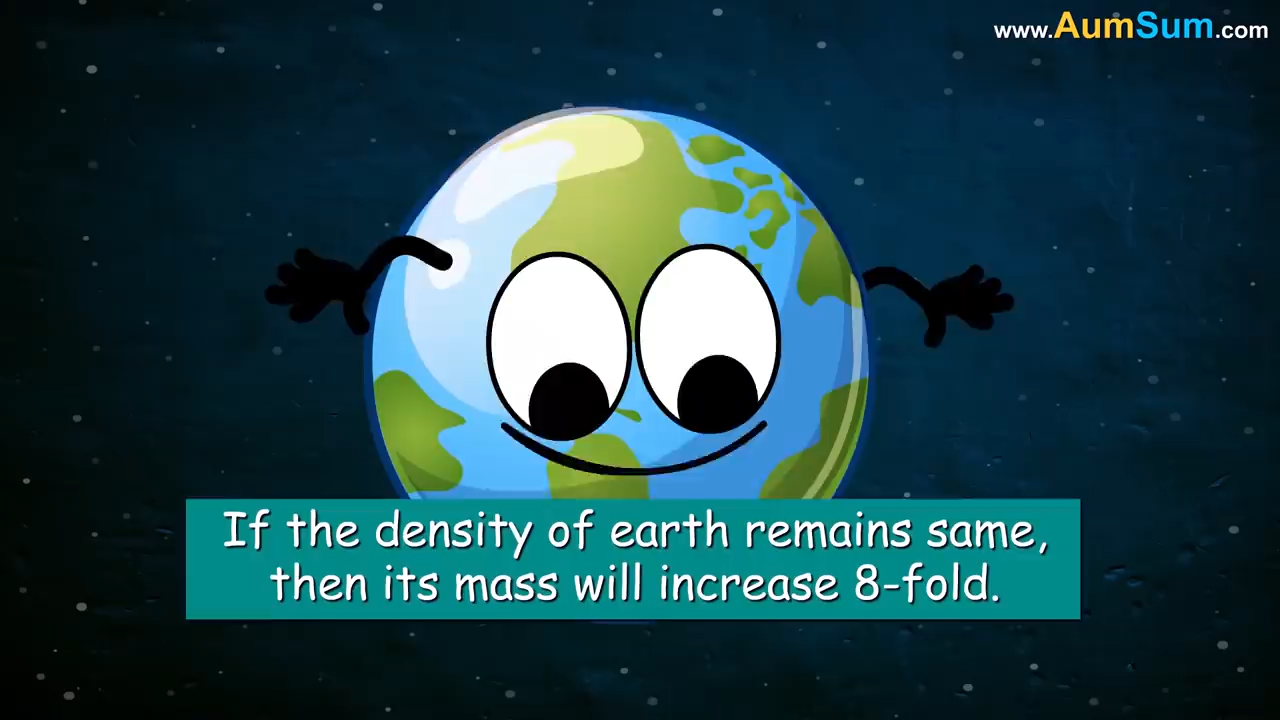 www.AumSum.com
If the density of earth remains same,
then its mass will increase 8-fold.